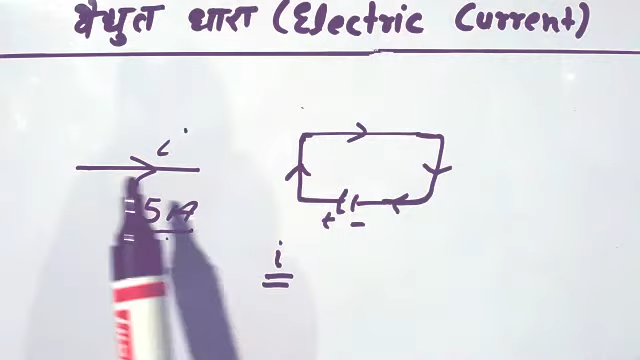 वैद्युत धारा (Electric Current)
i
= 5A
+ -
i